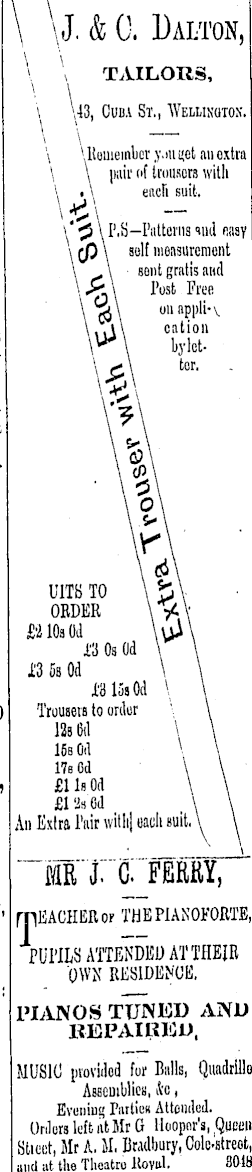 J. & C. DALTON,
TAILORS,
43, CUBA ST., WELLINGTON.
Remember you get an extra
pair of trousers with
each suit.
P.S—Patterns and easy
self measurement
sent gratis and
Post Free
on appli-
cation
by let-
ter.
Extra Trouser with Each Suit.
UITS TO
ORDER
£2 10s 0d
£3 0s 0d
£3 5s 0d
£3 15s 0d
Trousers to order
12s 6d
15s 0d
17s 6d
£1 1s 0d
£1 2s 6d
An Extra Pair with each suit.
MR J. C. FERRY,
TEACHER OF THE PIANOFORTE,
PUPILS ATTENDED AT THEIR
OWN RESIDENCE.
PIANOS TUNED AND
REPAIRED,
MUSIC provided for Balls, Quadrille
Assemblies, &c,
Evening Parties Attended.
Orders left at Mr G Hooper's, Queen
Street, Mr A. M. Bradbury, Cole-street,
and at the Theatre Royal. 3048